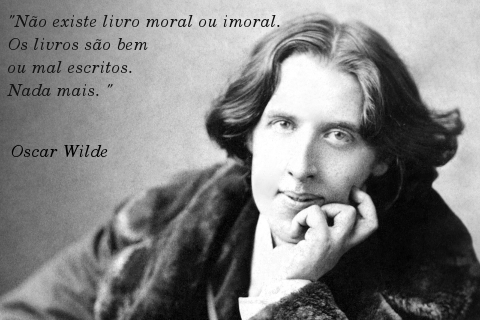 "Não existe livro moral ou imoral.
Os livros são bem
ou mal escritos.
Nada mais. "
Oscar Wilde